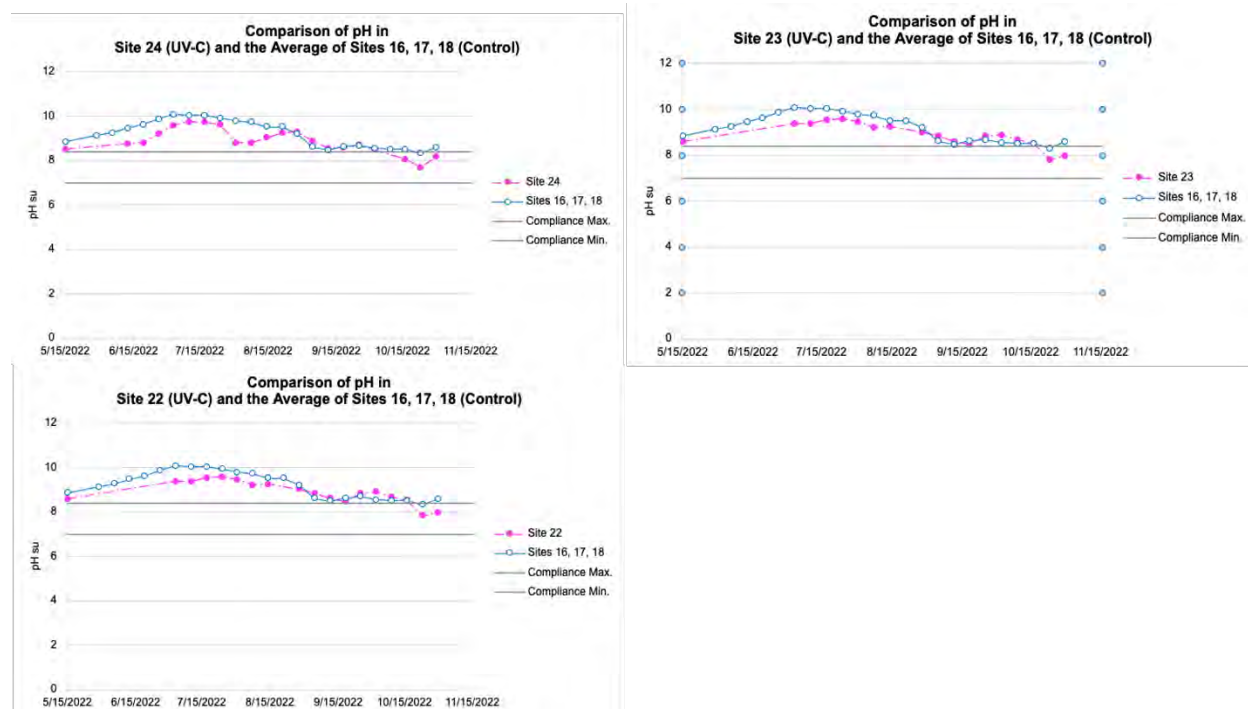 Comparison of pH in
Site 24 (UV-C) and the Average of Sites 16, 17, 18 (Control)
12
10
8
6
4
2
0
pH su
5/15/2022 6/15/2022 7/15/2022 8/15/2022 9/15/2022 10/15/2022 11/15/2022
Site 24
Sites 16, 17, 18
Compliance Max.
Compliance Min.
Comparison of pH in
Site 23 (UV-C) and the Average of Sites 16, 17, 18 (Control)
12
10
8
6
4
2
0
pH su
5/15/2022 6/15/2022 7/15/2022 8/15/2022 9/15/2022 10/15/2022 11/15/2022
Site 23
Sites 16, 17, 18
Compliance Max.
Compliance Min.
Comparison of pH in
Site 22 (UV-C) and the Average of Sites 16, 17, 18 (Control)
12
10
8
6
4
2
0
pH su
5/15/2022 6/15/2022 7/15/2022 8/15/2022 9/15/2022 10/15/2022 11/15/2022
Site 22
Sites 16, 17, 18
Compliance Max.
Compliance Min.